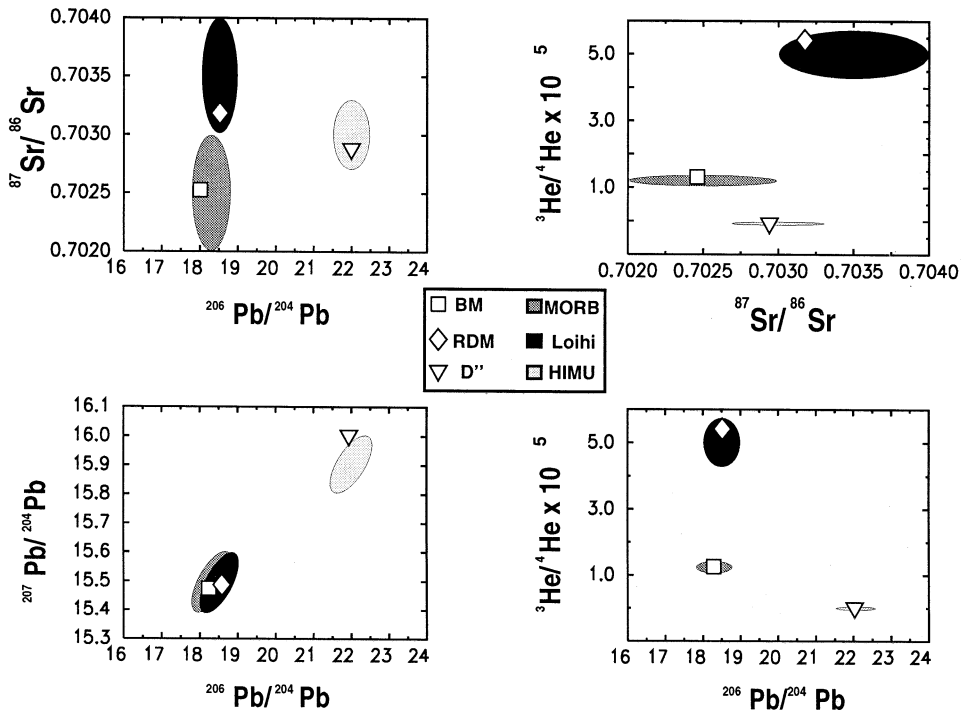 0.7040
0.7035
0.7030
0.7025
0.7020
87Sr/86Sr
16 17 18 19 20 21 22 23 24
206Pb/204Pb
5.0
3.0
1.0
3He/4He x 10 5
0.7020 0.7025 0.7030 0.7035 0.7040
87Sr/86Sr
BM MORB
RDM Loihi
D'' HIMU
16.1
16.0
15.9
15.8
15.7
15.6
15.5
15.4
15.3
207Pb/204Pb
16 17 18 19 20 21 22 23 24
206Pb/204Pb
5.0
3.0
1.0
3He/4He x 10 5
16 17 18 19 20 21 22 23 24
206Pb/204Pb